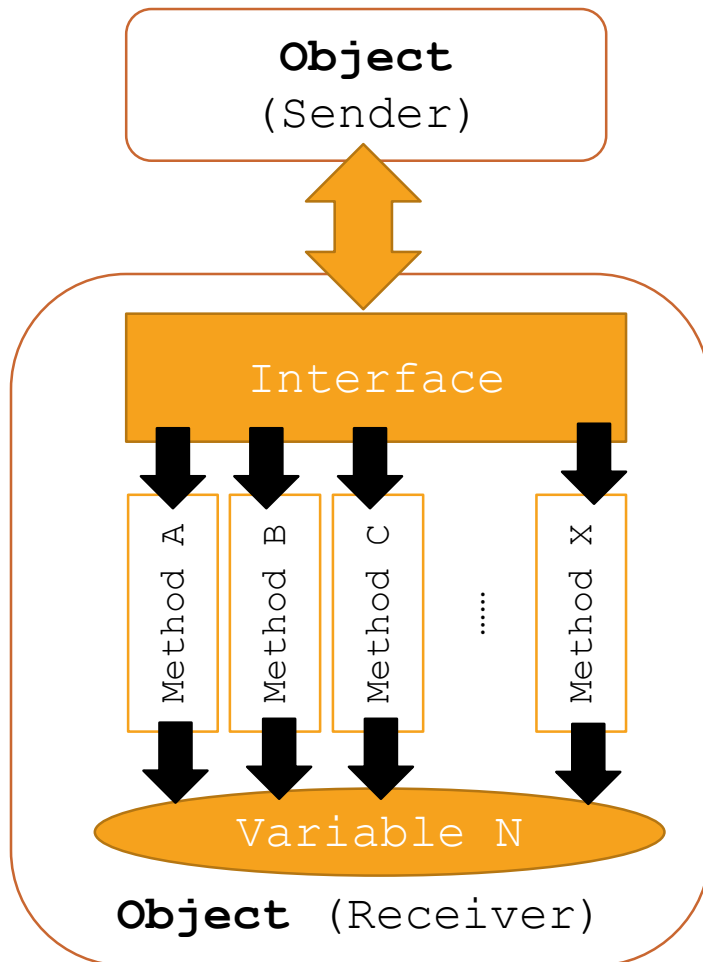 Object
(Sender)
Interface
Method A
Method B
Method C
......
Method X
Variable N
Object (Receiver)